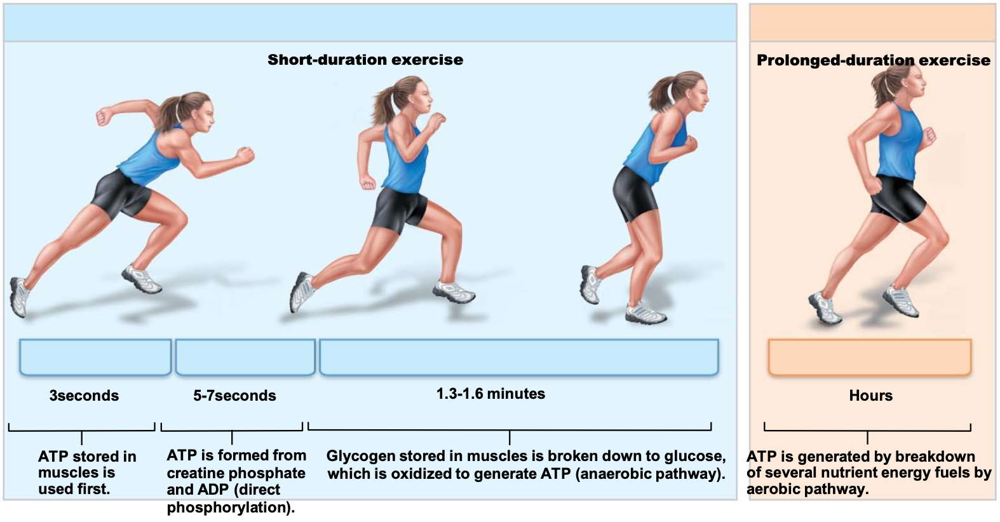 Short-duration exercise
Prolonged-duration exercise
3seconds
5-7seconds
1.3-1.6 minutes
Hours
ATP stored in
muscles is
used first.
ATP is formed from
creatine phosphate
and ADP (direct
phosphorylation).
Glycogen stored in muscles is broken down to glucose,
which is oxidized to generate ATP (anaerobic pathway).
ATP is generated by breakdown
of several nutrient energy fuels by
aerobic pathway.